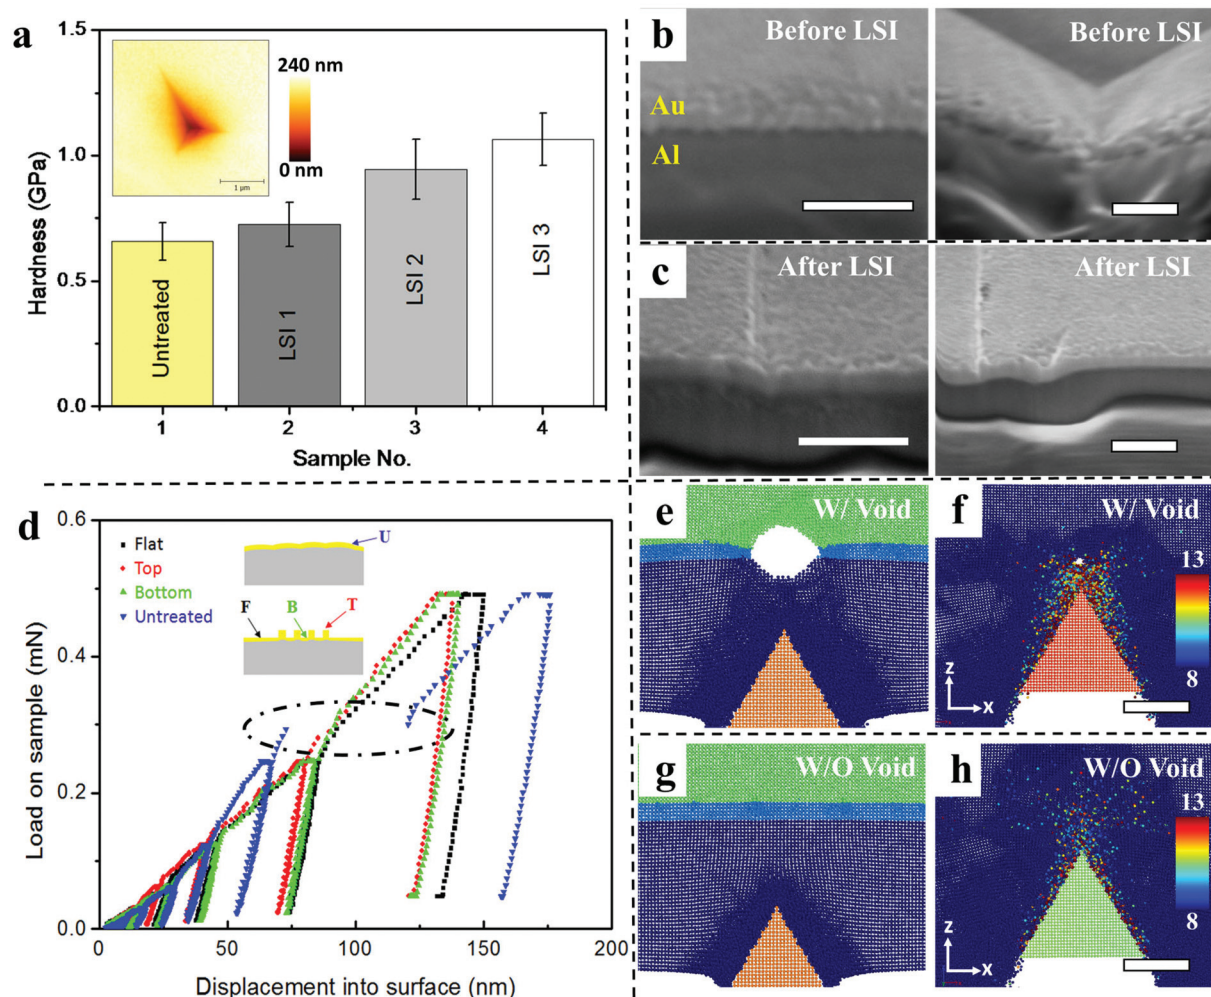 a
1.5
1.0
0.5
0.0
Hardness (GPa)
240 nm
0 nm
1 µm
Untreated
LSI 1
LSI 2
LSI 3
1
2
3
4
Sample No.
b
Before LSI
Au
Al
Before LSI
c
After LSI
After LSI
d
0.6
0.4
0.2
0.0
Load on sample (mN)
Flat
Top
Bottom
Untreated
U
F
B
T
0
50
100
150
200
Displacement into surface (nm)
e
W/ Void
f
W/ Void
13
8
z
x
g
W/O Void
h
W/O Void
13
8
z
x